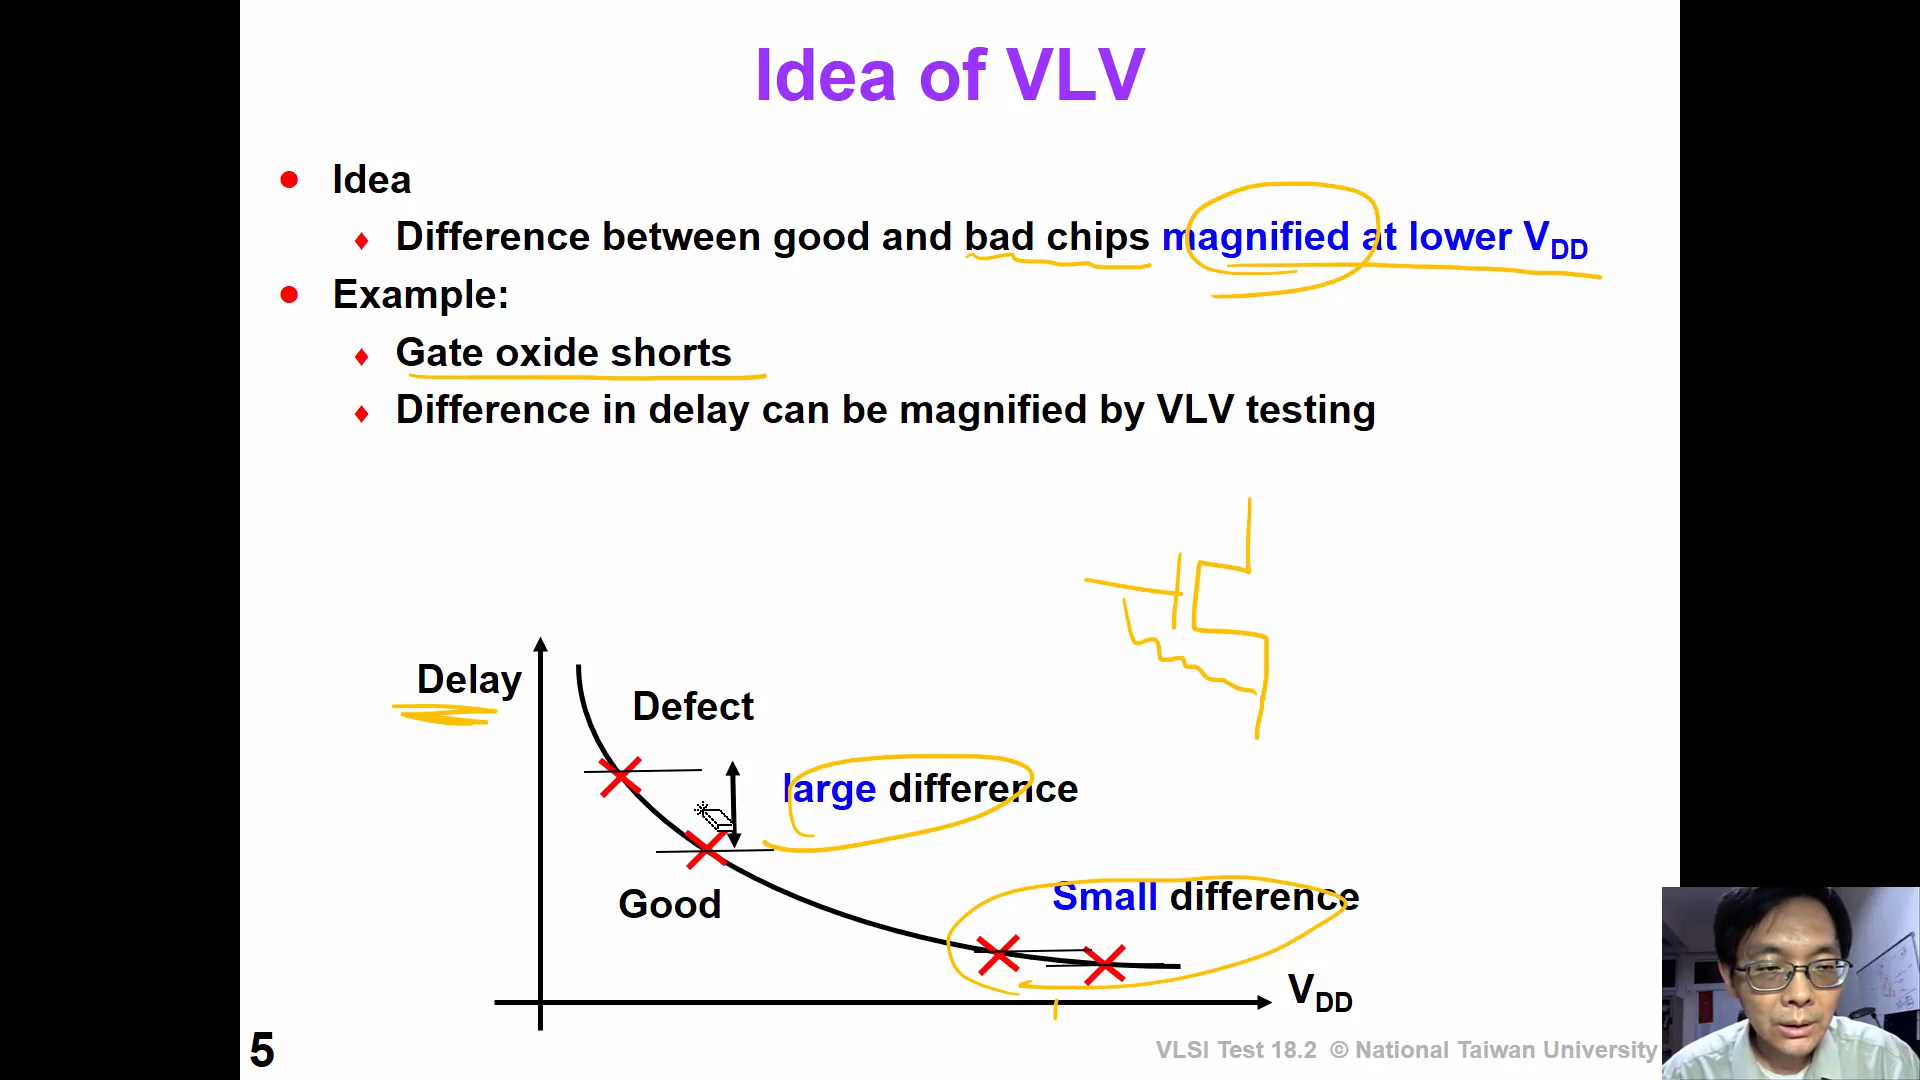 Idea of VLV
Idea
Difference between good and bad chips magnified at lower VDD
Example:
Gate oxide shorts
Difference in delay can be magnified by VLV testing
Delay
Defect
large difference
Good
Small difference
VDD
5
VLSI Test 18.2 © National Taiwan University